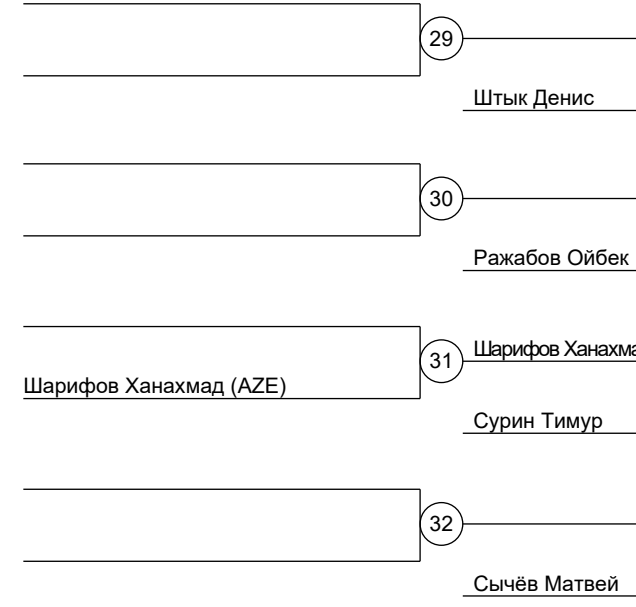 29
Штык Денис
30
Ражабов Ойбек
31
Шарифов Ханахма
Шарифов Ханахмад (AZE)
Сурин Тимур
32
Сычёв Матвей